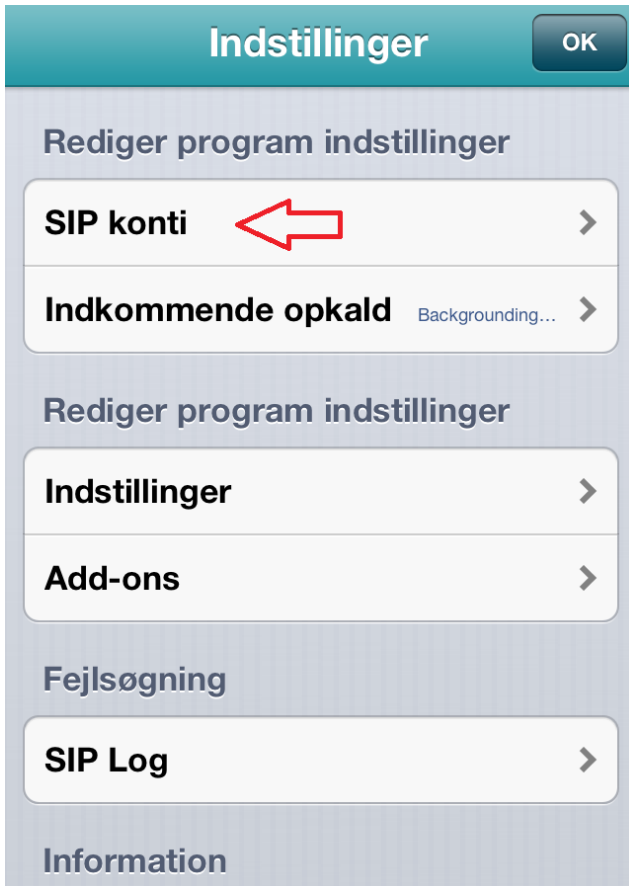 Indstillinger
OK
Rediger program indstillinger
SIP konti
Indkommende opkald Backgrounding...
Rediger program indstillinger
Indstillinger
Add-ons
Fejlsøgning
SIP Log
Information